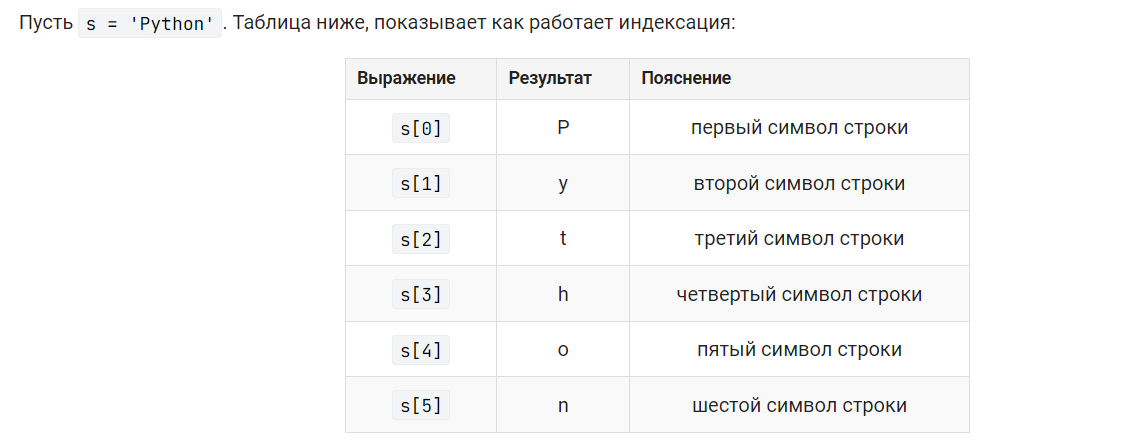 Пусть s = 'Python'. Таблица ниже, показывает как работает индексация:
Выражение Результат Пояснение
s[0] P первый символ строки
s[1] y второй символ строки
s[2] t третий символ строки
s[3] h четвертый символ строки
s[4] o пятый символ строки
s[5] n шестой символ строки